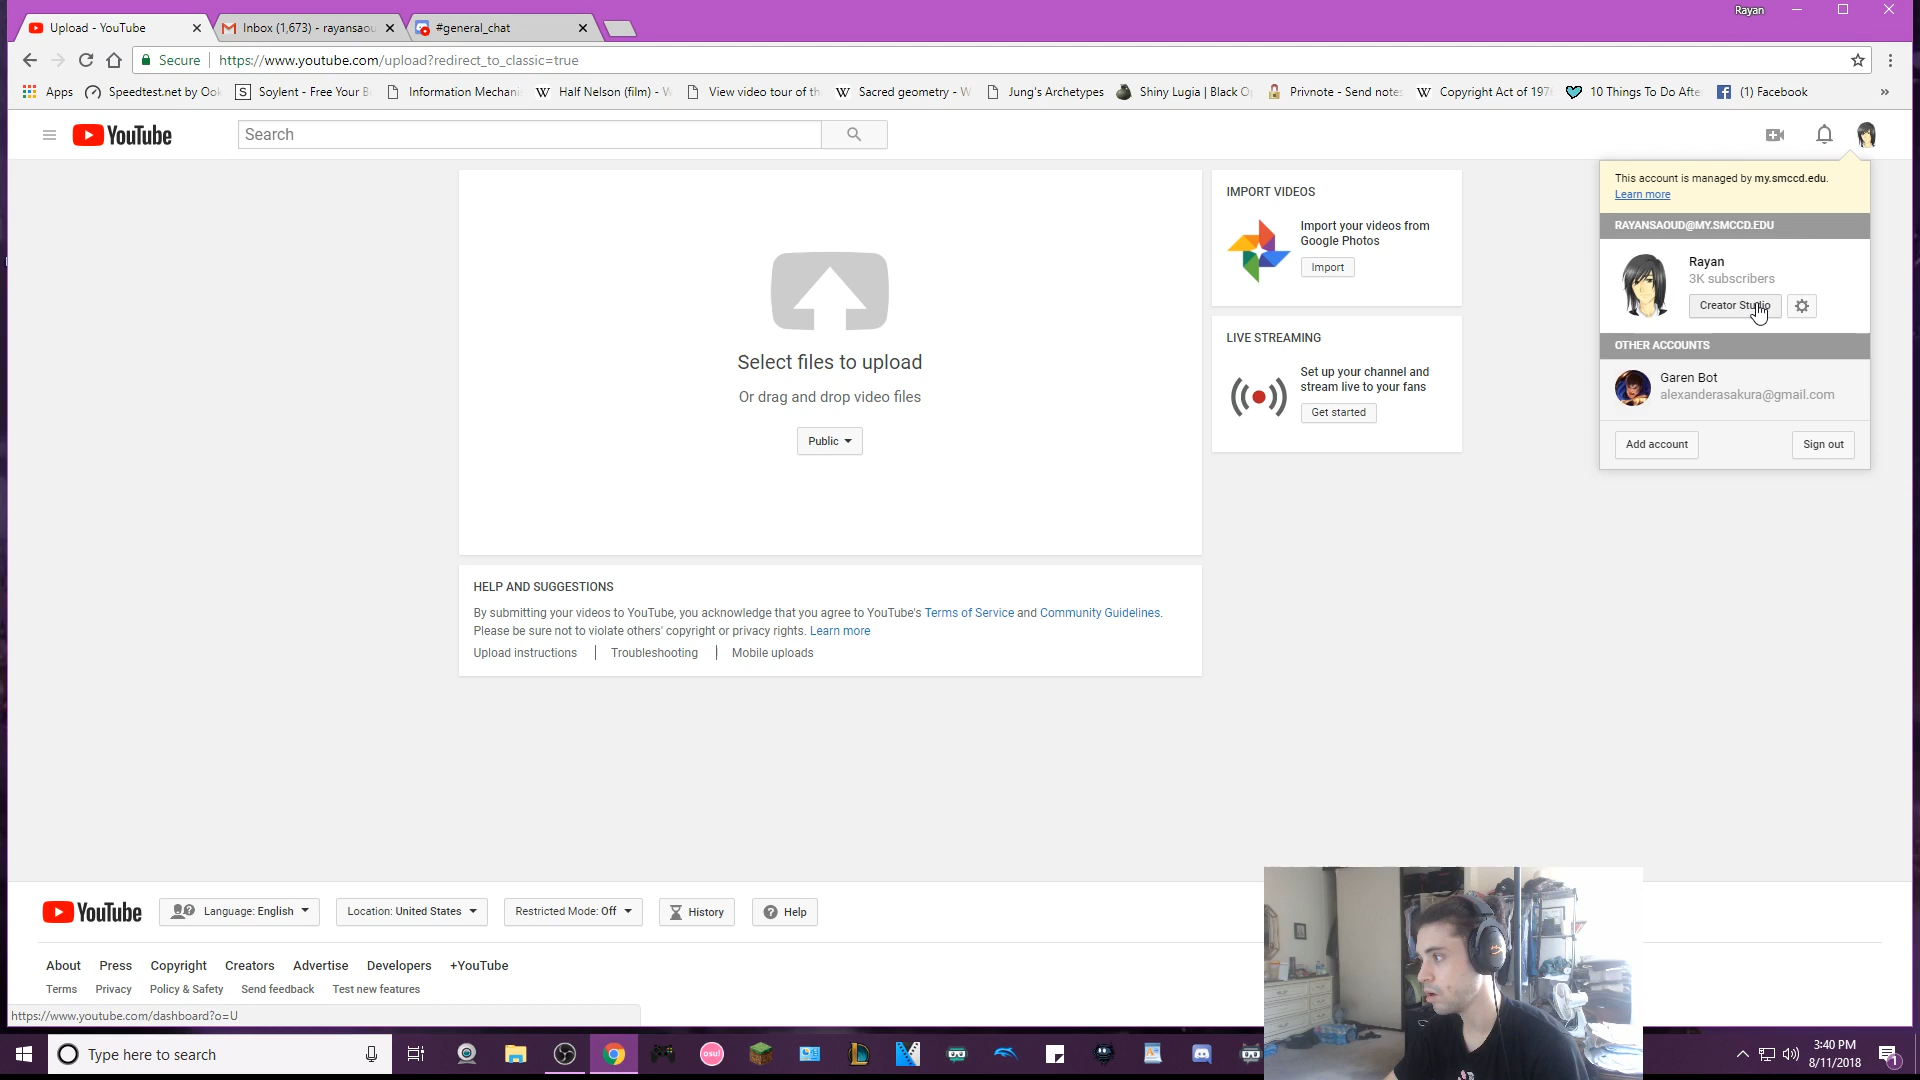 Rayan
Upload - YouTube
Inbox (1,673) - rayansaou
#general_chat
Secure
https://www.youtube.com/upload?redirect_to_classic=true
Apps
Speedtest.net by Ook
S Soylent - Free Your B
Information Mechani
W Half Nelson (film) - W
View video tour of th
W Sacred geometry - W
Jung's Archetypes
Shiny Lugia | Black O
Privnote - Send notes
W Copyright Act of 197
10 Things To Do Afte
(1) Facebook
YouTube
Search
This account is managed by my.smccd.edu.
Learn more
RAYANSAOUD@MY.SMCCD.EDU
Rayan
3K subscribers
Creator Studio
OTHER ACCOUNTS
Garen Bot
alexanderasakura@gmail.com
Add account
Sign out
Select files to upload
Or drag and drop video files
Public
IMPORT VIDEOS
Import your videos from
Google Photos
Import
LIVE STREAMING
Set up your channel and
stream live to your fans
Get started
HELP AND SUGGESTIONS
By submitting your videos to YouTube, you acknowledge that you agree to YouTube's Terms of Service and Community Guidelines.
Please be sure not to violate others' copyright or privacy rights. Learn more
Upload instructions
Troubleshooting
Mobile uploads
YouTube
Language: English
Location: United States
Restricted Mode: Off
History
Help
About
Press
Copyright
Creators
Advertise
Developers
+YouTube
Terms
Privacy
Policy & Safety
Send feedback
Test new features
https://www.youtube.com/dashboard?o=U
Type here to search
osu!
3:40 PM
8/11/2018
1